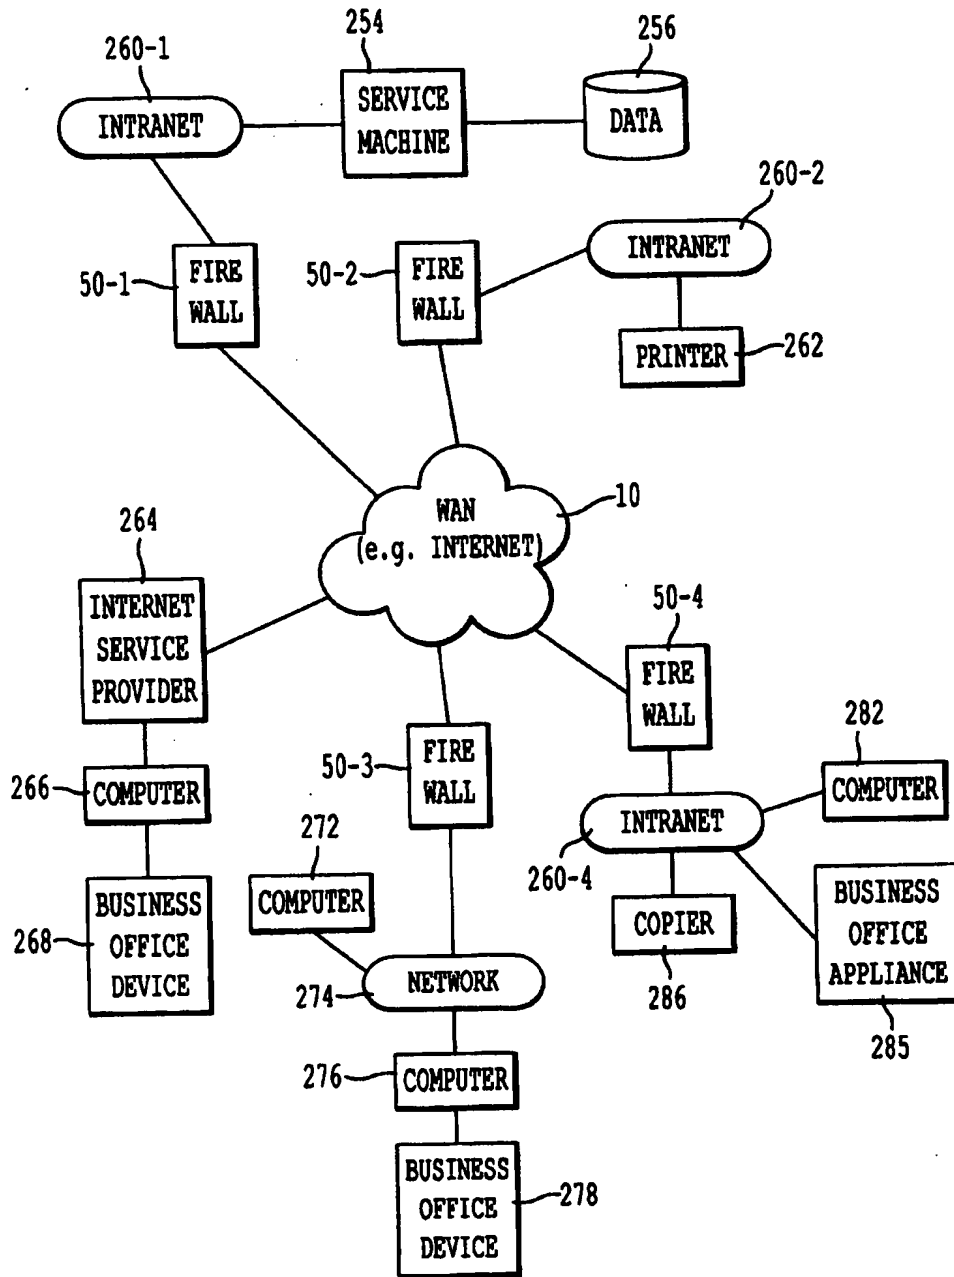 260-1
254
256
INTRANET
SERVICE
MACHINE
DATA
260-2
INTRANET
50-1
FIRE
WALL
50-2
FIRE
WALL
PRINTER
262
10
WAN
(e.g. INTERNET)
264
INTERNET
SERVICE
PROVIDER
50-4
FIRE
WALL
282
COMPUTER
266
COMPUTER
50-3
FIRE
WALL
INTRANET
260-4
272
COMPUTER
BUSINESS
OFFICE
DEVICE
268
COPIER
286
BUSINESS
OFFICE
APPLIANCE
285
NETWORK
274
276
COMPUTER
BUSINESS
OFFICE
DEVICE
278